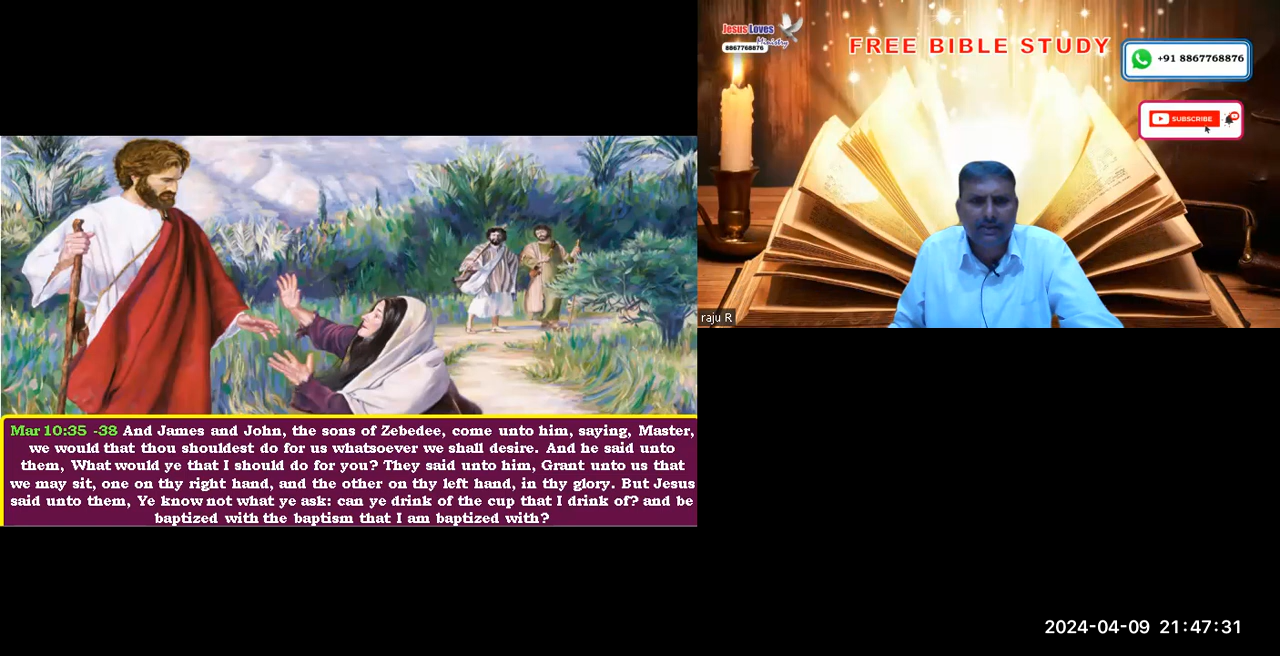 Jesus Loves
Ministry
8867768876
FREE BIBLE STUDY
+91 8867768876
SUBSCRIBE
raju R
Mar 10:35 -38 And James and John, the sons of Zebedee, come unto him, saying, Master,
we would that thou shouldest do for us whatsoever we shall desire. And he said unto
them, What would ye that I should do for you? They said unto him, Grant unto us that
we may sit, one on thy right hand, and the other on thy left hand, in thy glory. But Jesus
said unto them, Ye know not what ye ask: can ye drink of the cup that I drink of? and be
baptized with the baptism that I am baptized with?
2024-04-09 21:47:31